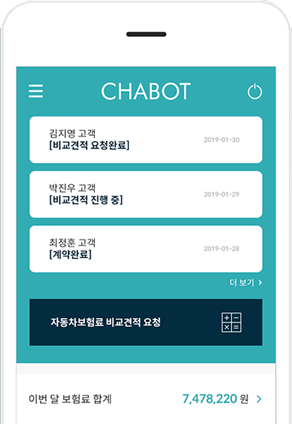 CHABOT
김지영 고객
[비교견적 요청완료]
2019-01-30
박진우 고객
[비교견적 진행 중]
2019-01-29
최정훈 고객
[계약완료]
2019-01-28
더 보기 >
자동차보험료 비교견적 요청
이번 달 보험료 합계 7,478,220 원 >